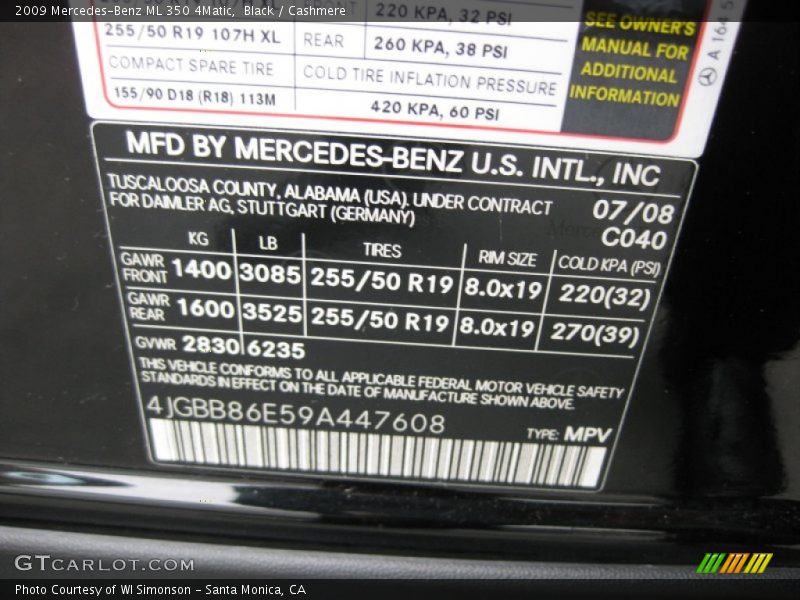 2009 Mercedes-Benz ML 350 4Matic, Black / Cashmere
220 KPA, 32 PSI
SEE OWNER'S
MANUAL FOR
ADDITIONAL
INFORMATION
A 164 5
255/50 R19 107H XL REAR 260 KPA, 38 PSI
COMPACT SPARE TIRE COLD TIRE INFLATION PRESSURE
155/90 D18 (R18) 113M 420 KPA, 60 PSI
MFD BY MERCEDES-BENZ U.S. INTL., INC
TUSCALOOSA COUNTY, ALABAMA (USA). UNDER CONTRACT 07/08
FOR DAIMLER AG, STUTTGART (GERMANY) C040
KG LB TIRES RIM SIZE COLD KPA (PSI)
GAWR FRONT 1400 3085 255/50 R19 8.0x19 220(32)
GAWR REAR 1600 3525 255/50 R19 8.0x19 270(39)
GVWR 2830 6235
THIS VEHICLE CONFORMS TO ALL APPLICABLE FEDERAL MOTOR VEHICLE SAFETY
STANDARDS IN EFFECT ON THE DATE OF MANUFACTURE SHOWN ABOVE.
4JGBB86E59A447608
TYPE: MPV
GTCARLOT.COM
Photo Courtesy of WI Simonson - Santa Monica, CA